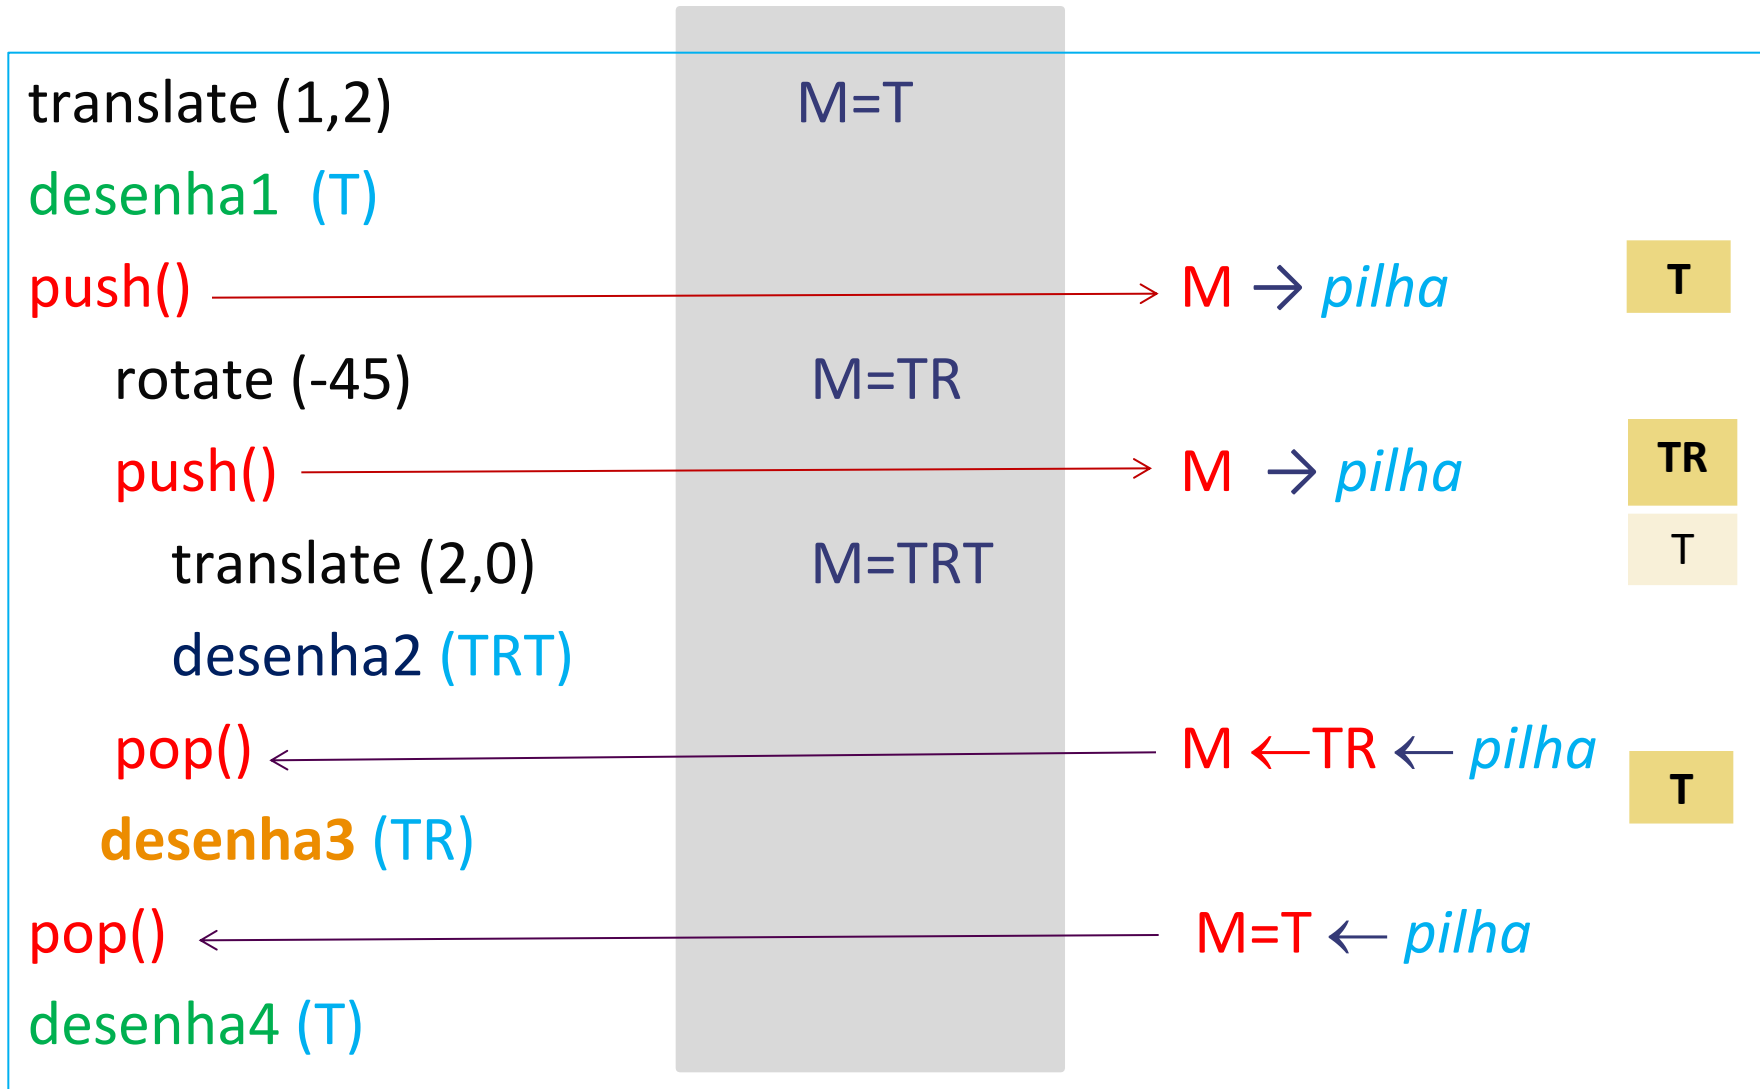 translate (1,2) M=T
desenha1 (T)
push() M → pilha T
rotate (-45) M=TR
push() M → pilha TR
translate (2,0) M=TRT T
desenha2 (TRT)
pop() M ←TR ← pilha
T
desenha3 (TR)
pop() M=T ← pilha
desenha4 (T)